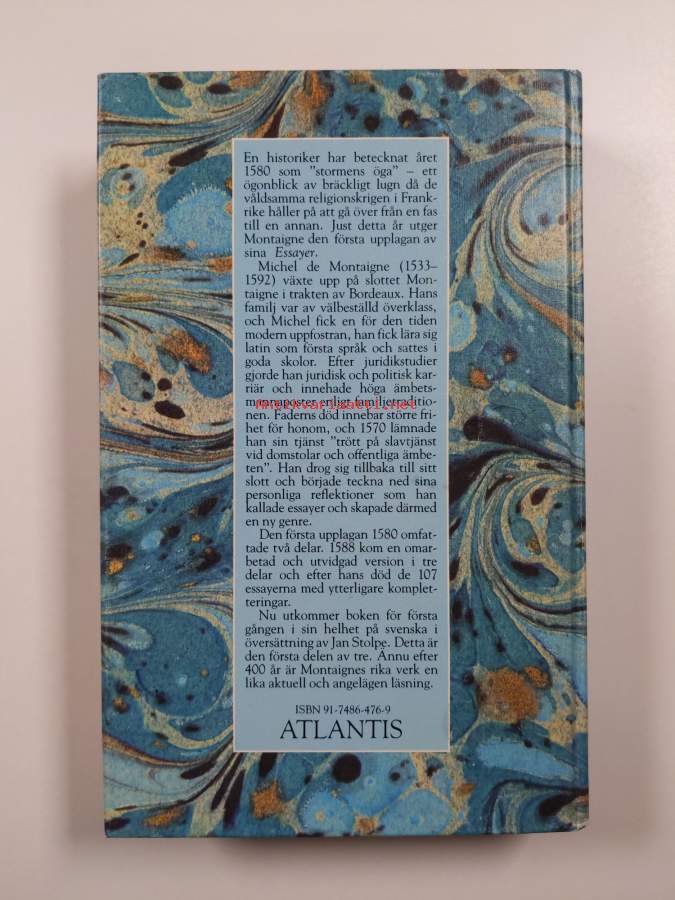 En historiker har betecknat året
1580 som ”stormens öga” – ett
ögonblick av bräckligt lugn då de
våldsamma religionskrigen i Frank-
rike håller på att gå över från en fas
till en annan. Just detta år utger
Montaigne den första upplagan av
sina Essayer.
Michel de Montaigne (1533–
1592) växte upp på slottet Mon-
taigne i trakten av Bordeaux. Hans
familj var av välbeställd överklass,
och Michel fick en för den tiden
modern uppfostran, han fick lära sig
latin som första språk och sattes i
goda skolor. Efter juridikstudier
gjorde han juridisk och politisk kar-
riär och innehade höga ämbets-
mannaposter enligt familjetraditio-
Antikvariaatti.net
nen. Faderns död innebar större fri-
het för honom, och 1570 lämnade
han sin tjänst ”trött på slavtjänst
vid domstolar och offentliga ämbe-
ten”. Han drog sig tillbaka till sitt
slott och började teckna ned sina
personliga reflektioner som han
kallade essayer och skapade därmed
en ny genre.
Den första upplagan 1580 omfat-
tade två delar. 1588 kom en omar-
betad och utvidgad version i tre
delar och efter hans död de 107
essayerna med ytterligare komplet-
teringar.
Nu utkommer boken för första
gången i sin helhet på svenska i
översättning av Jan Stolpe. Detta är
den första delen av tre. Ännu efter
400 år är Montaignes rika verk en
lika aktuell och angelägen läsning.
ISBN 91-7486-476-9
ATLANTIS